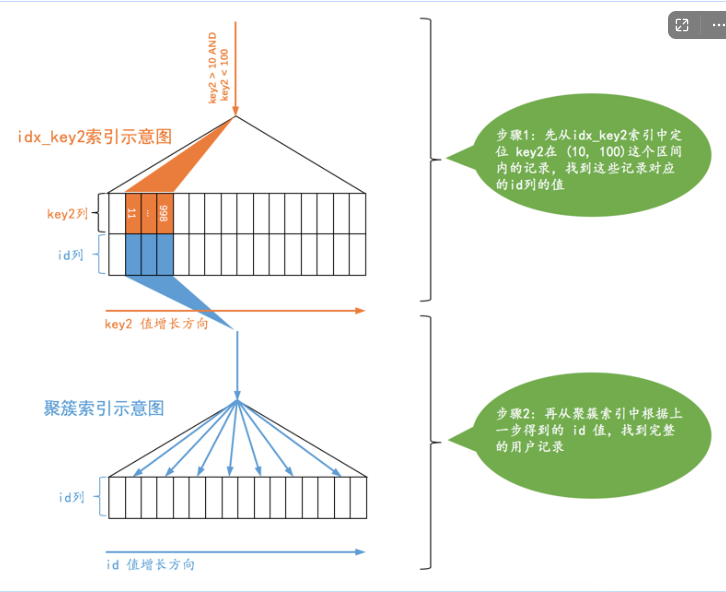 key2 > 10 AND
key2 < 100
idx_key2索引示意图
key2列
11
...
998
id列
key2 值增长方向
步骤1：先从idx_key2索引中定
位 key2在（10，100)这个区间
内的记录，找到这些记录对应
的id列的值
聚簇索引示意图
id列
id 值增长方向
步骤2：再从聚簇索引中根据上
一步得到的 id 值，找到完整
的用户记录